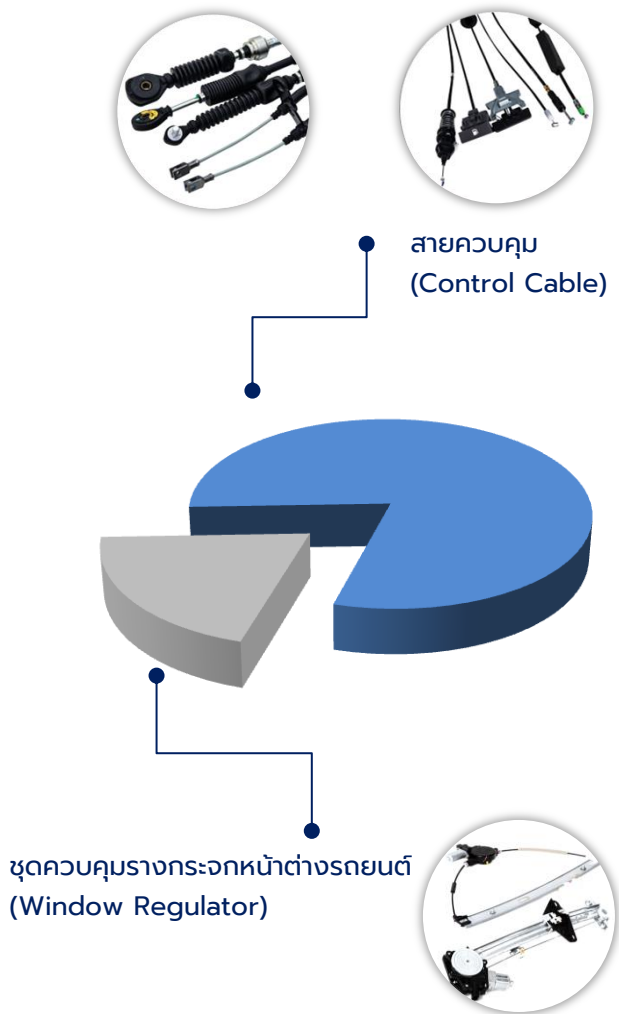 สายควบคุม
(Control Cable)
ชุดควบคุมรางกระจกหน้าต่างรถยนต์
(Window Regulator)